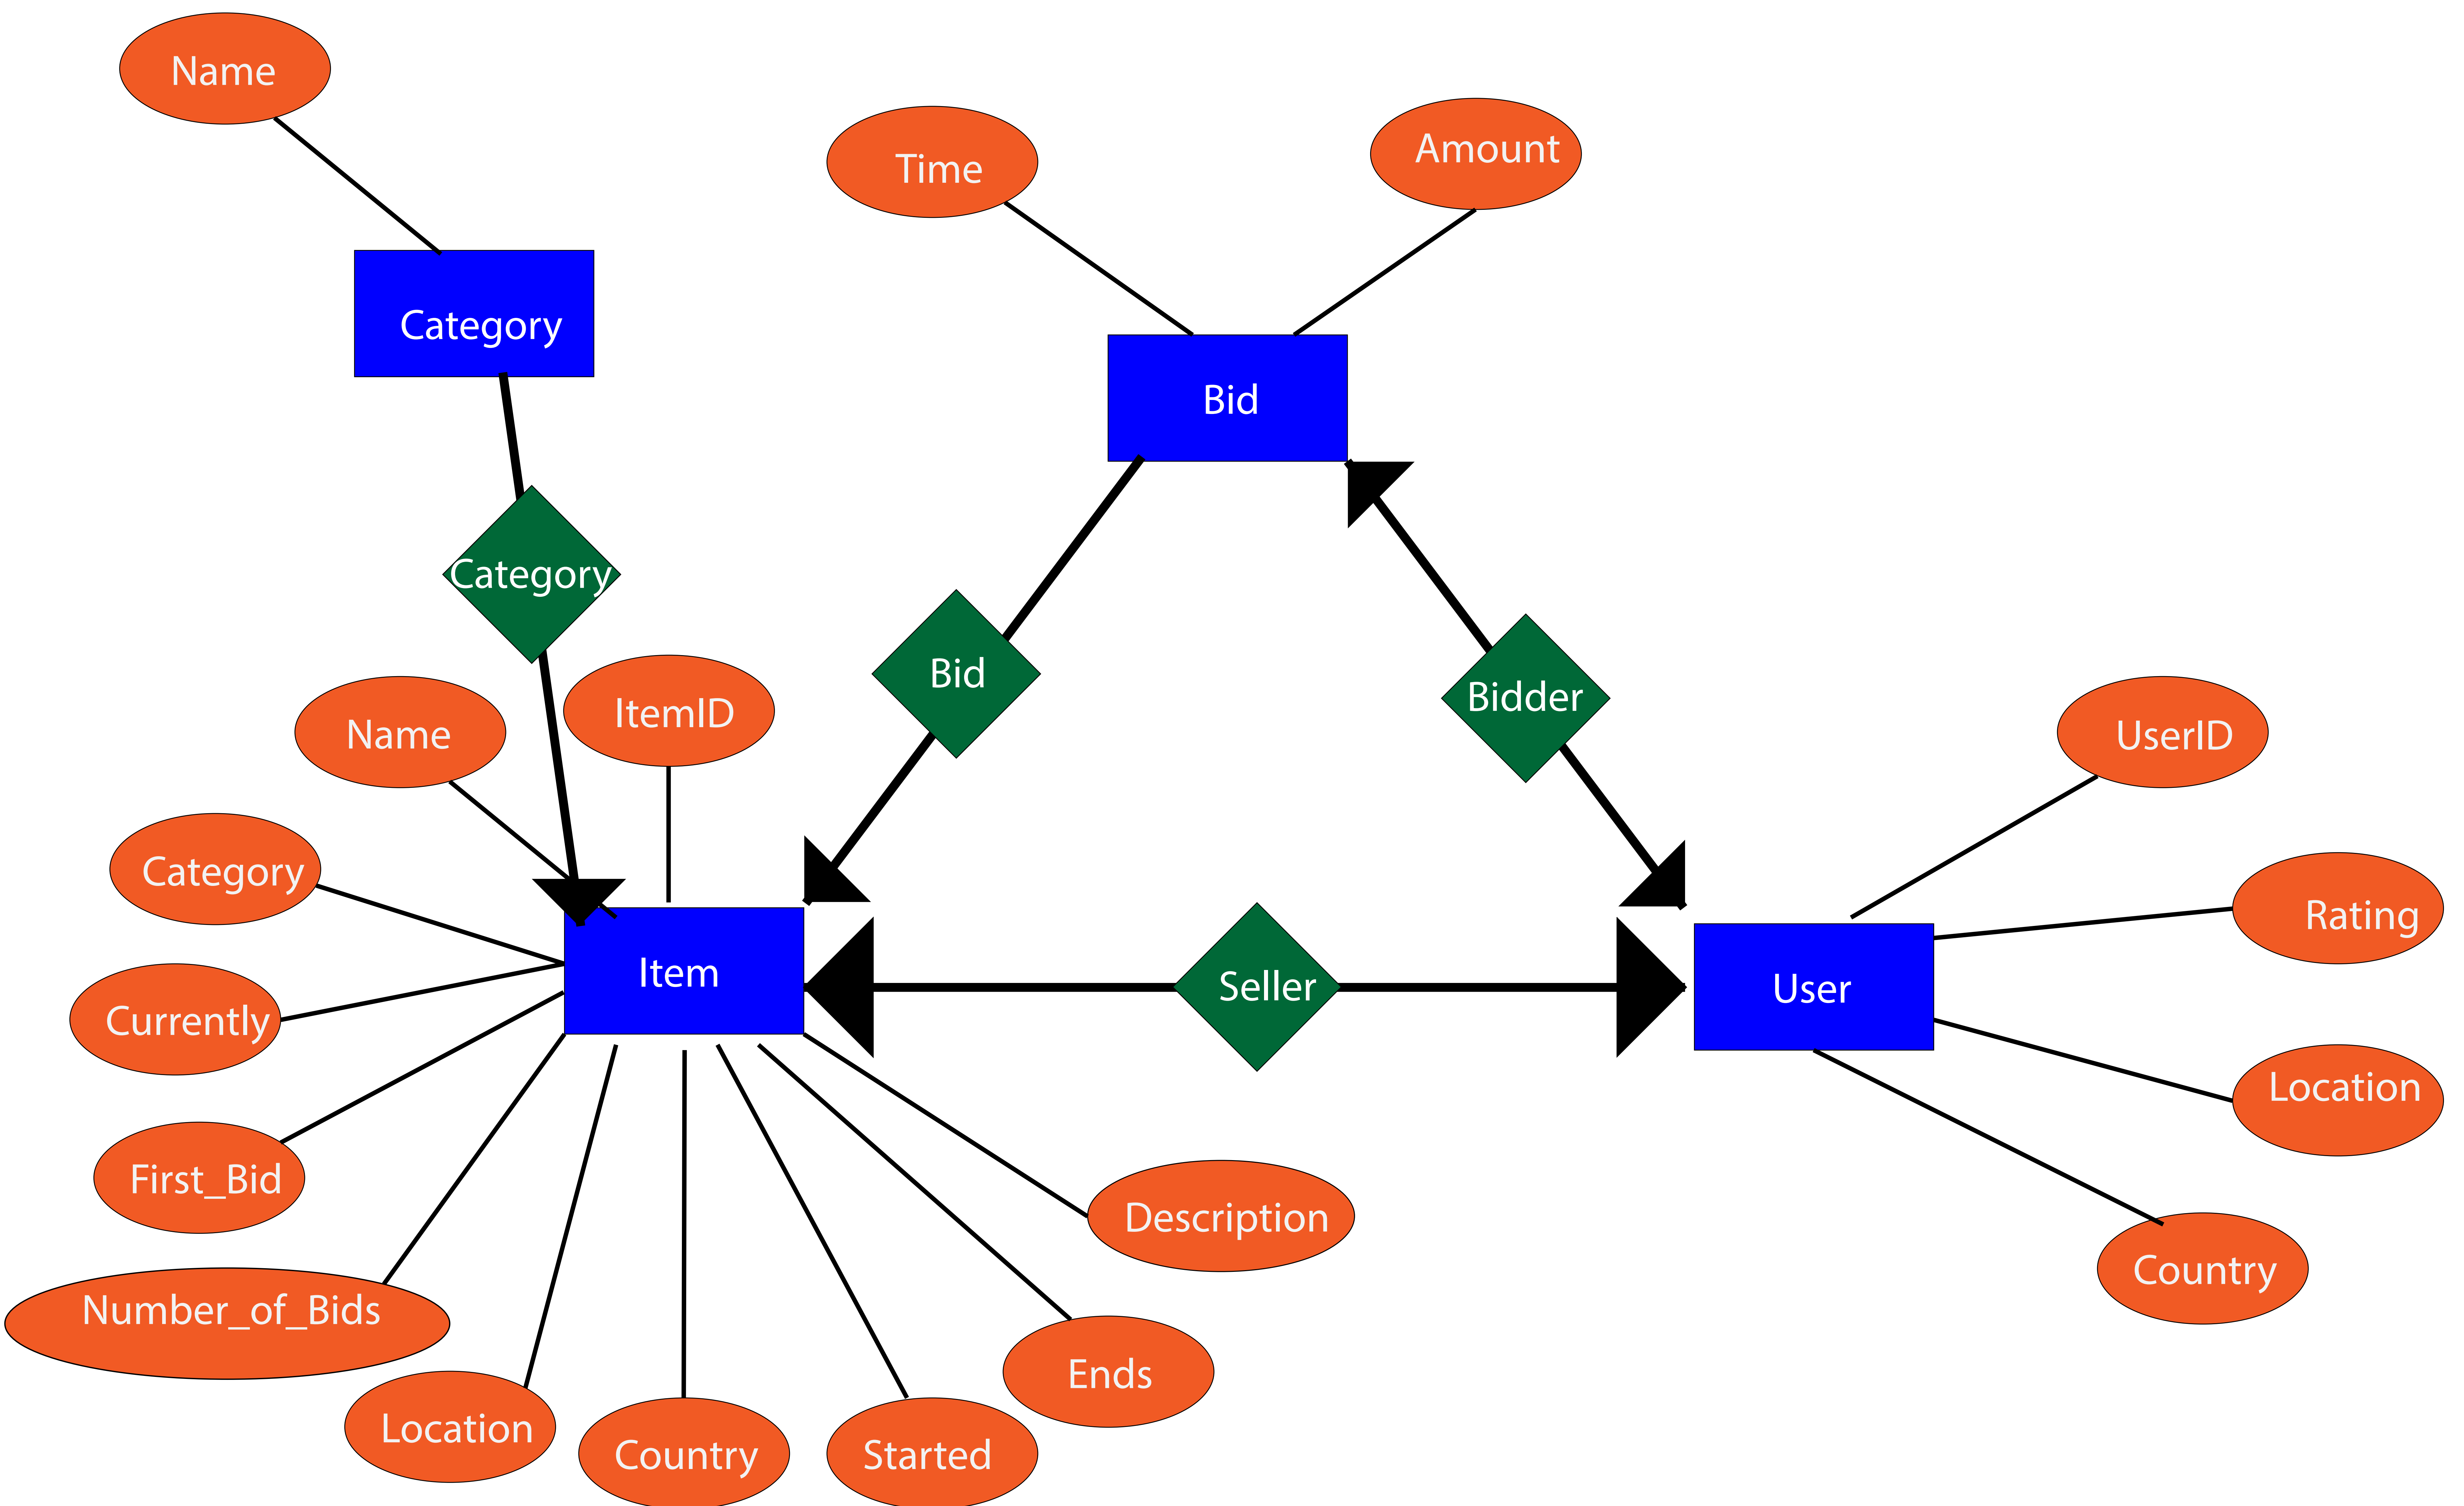 Name
Time
Amount
Category
Bid
Category
Bid
Bidder
Name
ItemID
UserID
Category
Rating
Item
Seller
User
Currently
Location
First_Bid
Description
Country
Number_of_Bids
Ends
Location
Country
Started